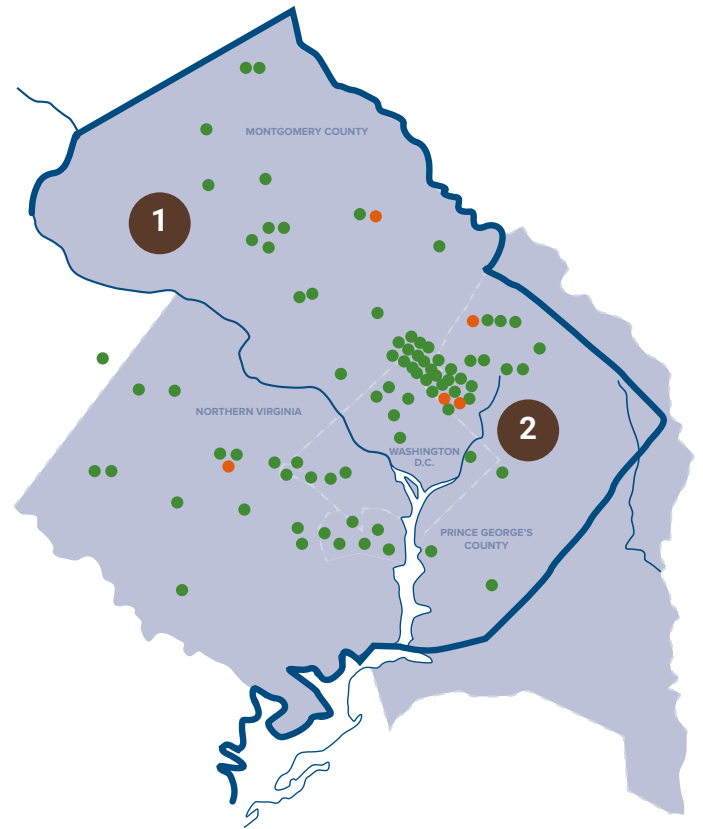 MONTGOMERY COUNTY
1
NORTHERN VIRGINIA
2
WASHINGTON
D.C.
PRINCE GEORGE'S
COUNTY